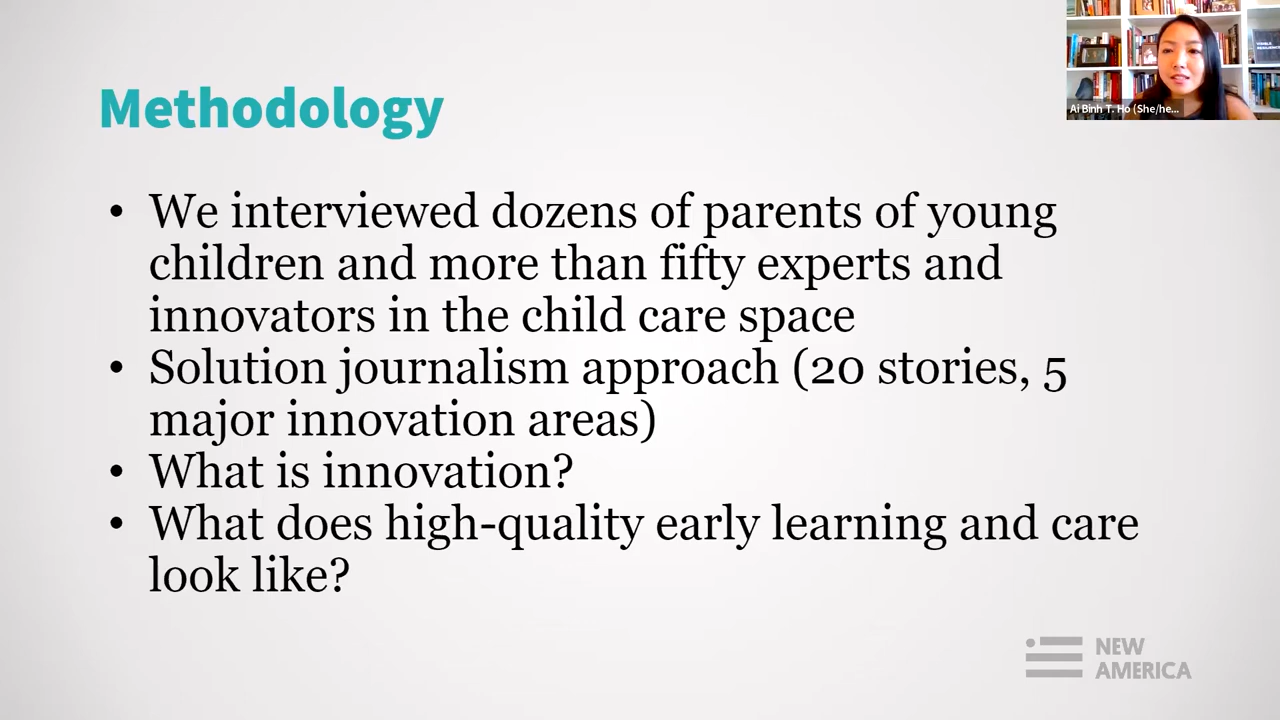 Methodology
Ai Binh T. Ho (She/he...
• We interviewed dozens of parents of young
children and more than fifty experts and
innovators in the child care space
• Solution journalism approach (20 stories, 5
major innovation areas)
• What is innovation?
• What does high-quality early learning and care
look like?
NEW
AMERICA